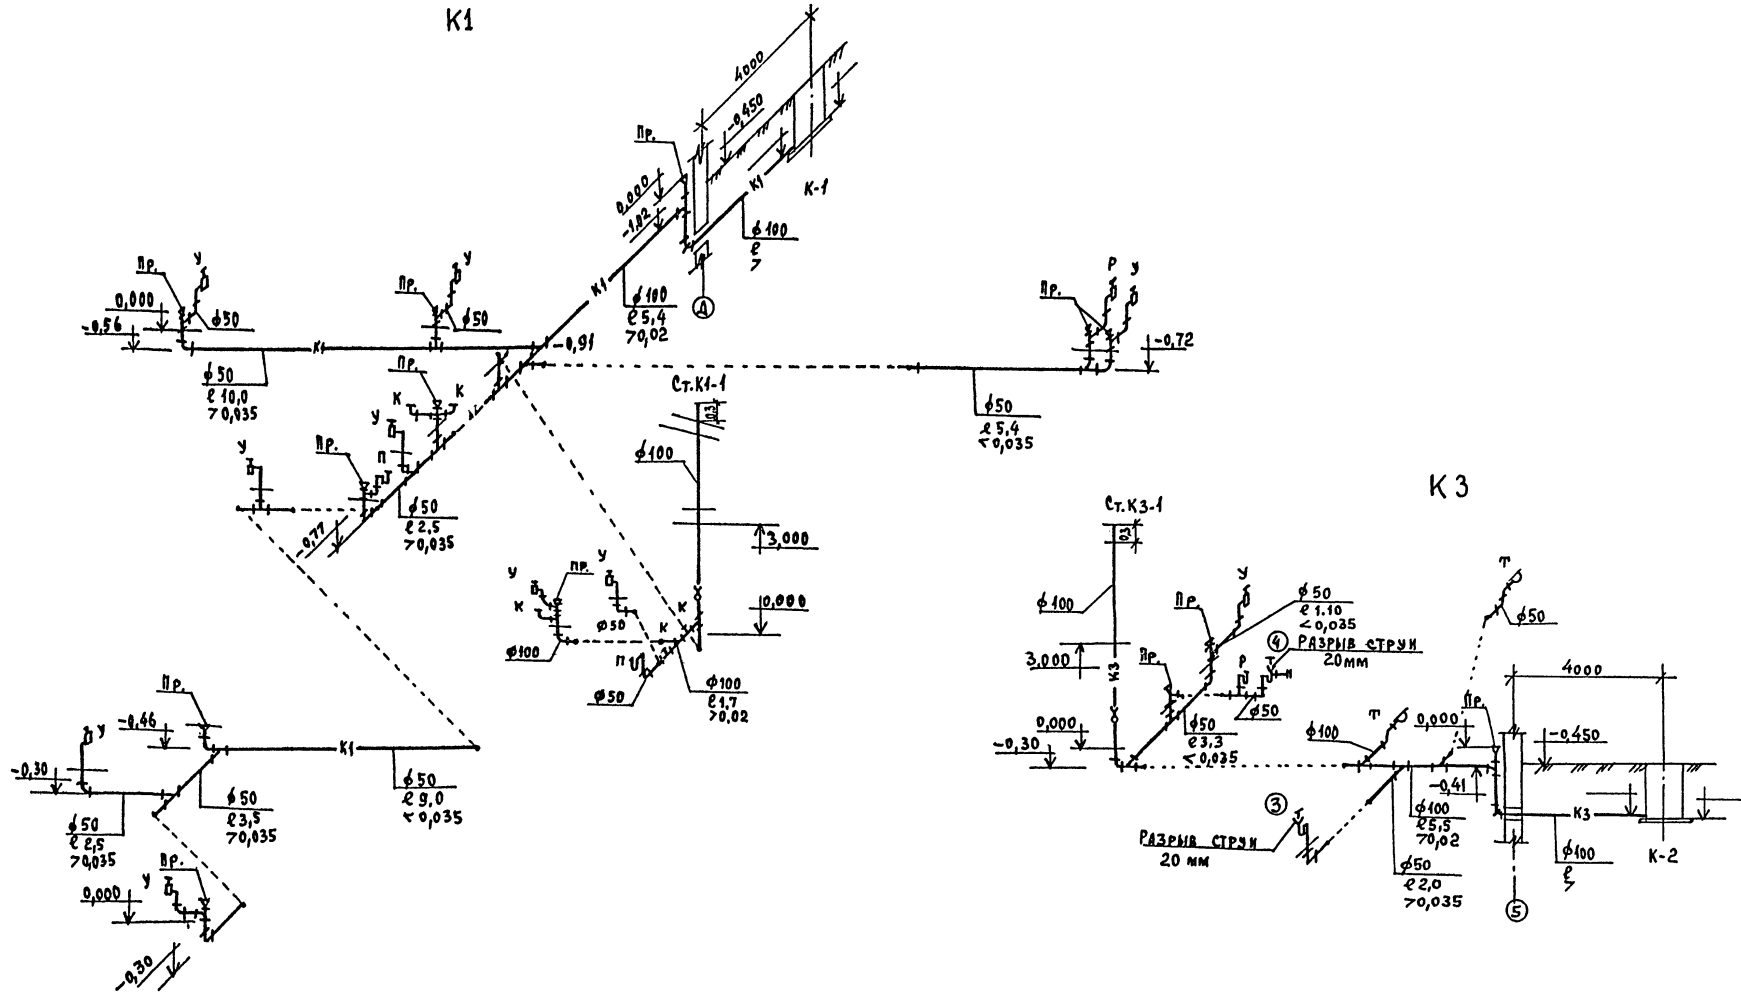 К1
4000
-0,450
Пр.
0,000
-1,02
К1
К-1
ф100
ℓ
>
Д
К1
ф100
ℓ 5,4
>0,02
Пр.
У
0,000
-0,56
ф50
К1
ф50
ℓ 10,0
>0,035
Пр.
У
ф50
-0,91
Пр.
Р
У
-0,72
ф50
ℓ 5,4
<0,035
Пр.
К
К
У
П
Пр.
У
-0,77
ф50
ℓ 2,5
>0,035
Ст.К1-1
0,3
ф100
3,000
0,000
У
Пр.
К
У
ф50
К
К
ф100
П
ф50
ф100
ℓ 1,7
>0,02
Пр.
У
-0,46
-0,30
К1
ф50
ℓ 9,0
<0,035
ф50
ℓ 3,5
>0,035
ф50
ℓ 2,5
>0,035
Пр.
У
0,000
-0,30
К3
Ст.К3-1
0,3
ф100
3,000
К3
0,000
-0,30
Пр.
Пр.
У
ф50
ℓ 1.10
<0,035
4
РАЗРЫВ СТРУИ
20мм
Р
Т
ф50
ф50
ℓ 3,3
<0,035
Т
ф50
Т
ф100
0,000
Пр.
4000
-0,450
-0,41
ф100
ℓ 5,5
>0,02
К3
К-2
ф100
ℓ
>
3
Т
РАЗРЫВ СТРУИ
20 мм
ф50
ℓ 2,0
>0,035
5